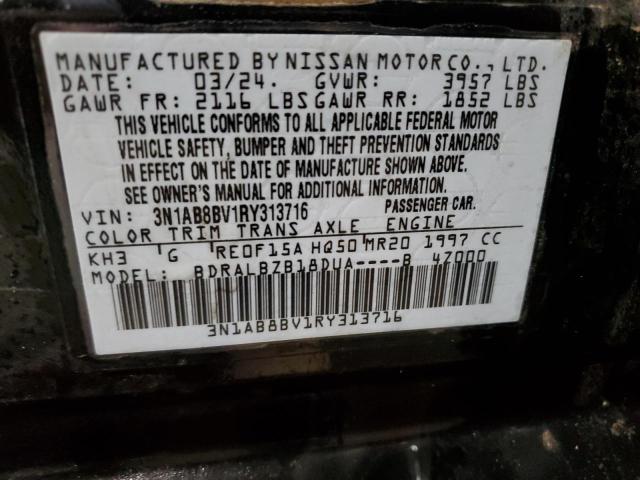 MANUFACTURED BY NISSAN MOTOR CO., LTD.
DATE: 03/24. GVWR: 3957 LBS
GAWR FR: 2116 LBS GAWR RR: 1852 LBS
THIS VEHICLE CONFORMS TO ALL APPLICABLE FEDERAL MOTOR
VEHICLE SAFETY, BUMPER AND THEFT PREVENTION STANDARDS
IN EFFECT ON THE DATE OF MANUFACTURE SHOWN ABOVE.
SEE OWNER'S MANUAL FOR ADDITIONAL INFORMATION.
VIN: 3N1AB8BV1RY313716 PASSENGER CAR.
COLOR TRIM TRANS AXLE ENGINE
KH3 G RE0F15A HQ50 MR20 1997 CC
MODEL: BDRALBZB18DUA----B 4Z000
3N1AB8BV1RY313716